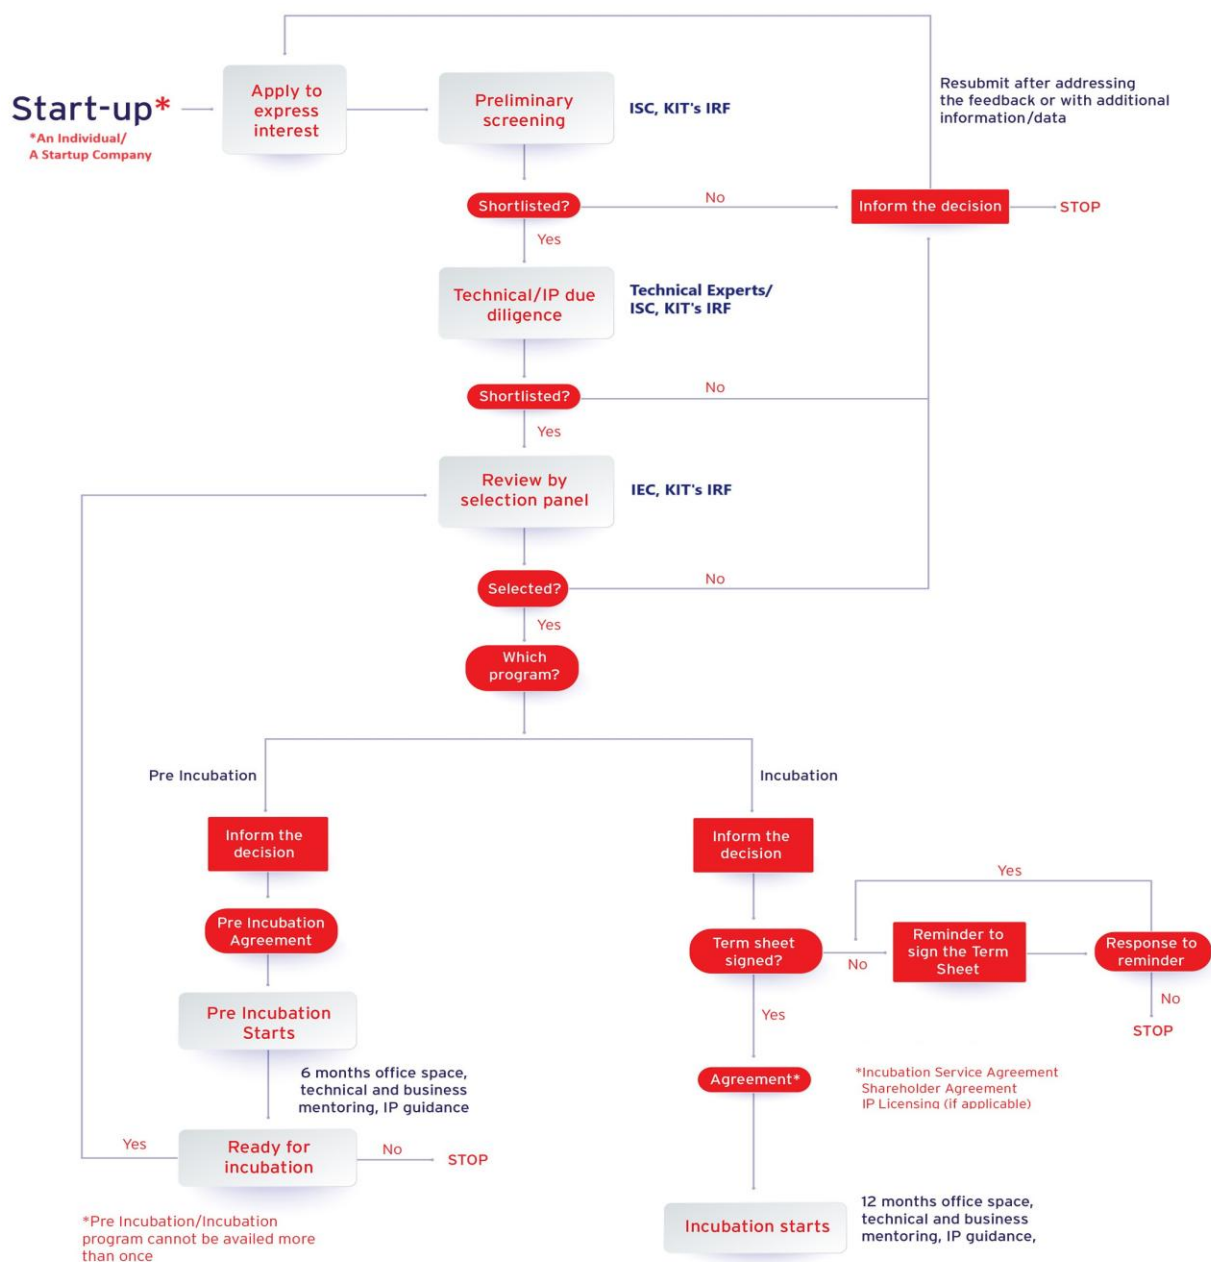 Start-up*
*An Individual/
A Startup Company
Apply to
express
interest
Preliminary
screening
ISC, KIT's IRF
Resubmit after addressing
the feedback or with additional
information/data
Shortlisted?
No
Inform the decision
STOP
Yes
Technical/IP due
diligence
Technical Experts/
ISC, KIT's IRF
Shortlisted?
No
Yes
Review by
selection panel
IEC, KIT's IRF
Selected?
No
Yes
Which
program?
Pre Incubation
Incubation
Inform the
decision
Pre Incubation
Agreement
Pre Incubation
Starts
6 months office space,
technical and business
mentoring, IP guidance
Yes
Ready for
incubation
No
STOP
*Pre Incubation/Incubation
program cannot be availed more
than once
Inform the
decision
Yes
Term sheet
signed?
No
Reminder to
sign the Term
Sheet
Response to
reminder
No
STOP
Yes
Agreement*
*Incubation Service Agreement
Shareholder Agreement
IP Licensing (if applicable)
Incubation starts
12 months office space,
technical and business
mentoring, IP guidance,